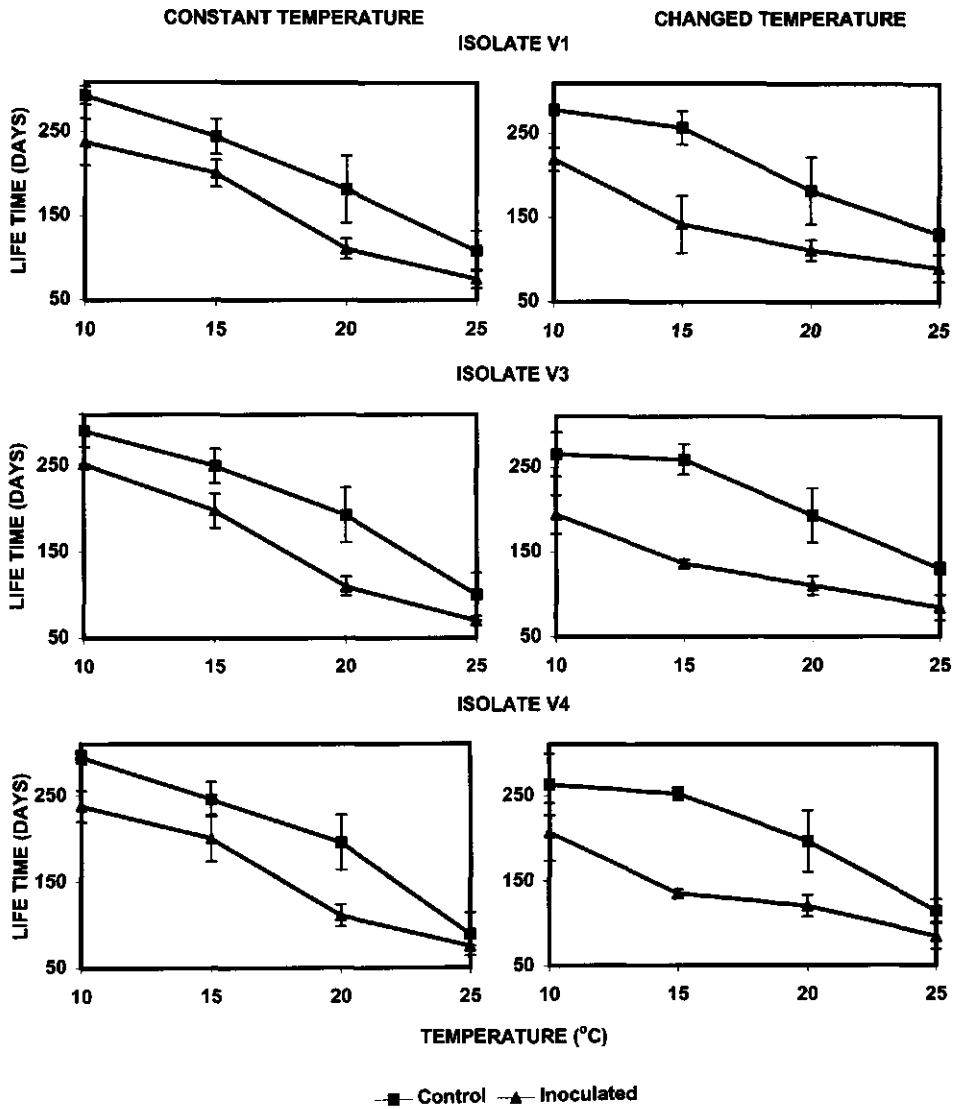 CONSTANT TEMPERATURE CHANGED TEMPERATURE
ISOLATE V1
LIFE TIME (DAYS)
250
150
50
10 15 20 25
250
150
50
10 15 20 25
ISOLATE V3
LIFE TIME (DAYS)
250
150
50
10 15 20 25
250
150
50
10 15 20 25
ISOLATE V4
LIFE TIME (DAYS)
250
150
50
10 15 20 25
250
150
50
10 15 20 25
TEMPERATURE (°C)
Control Inoculated